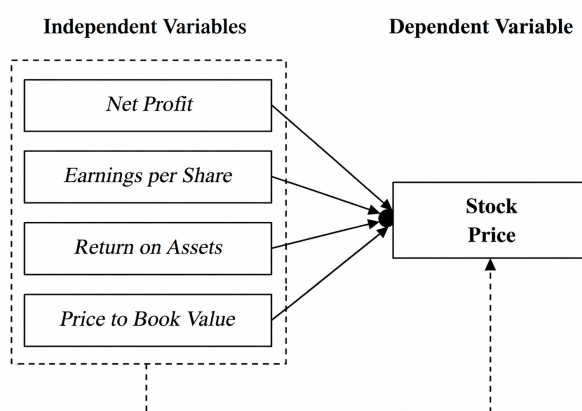 Independent Variables
Dependent Variable
Net Profit
Earnings per Share
Return on Assets
Price to Book Value
Stock
Price